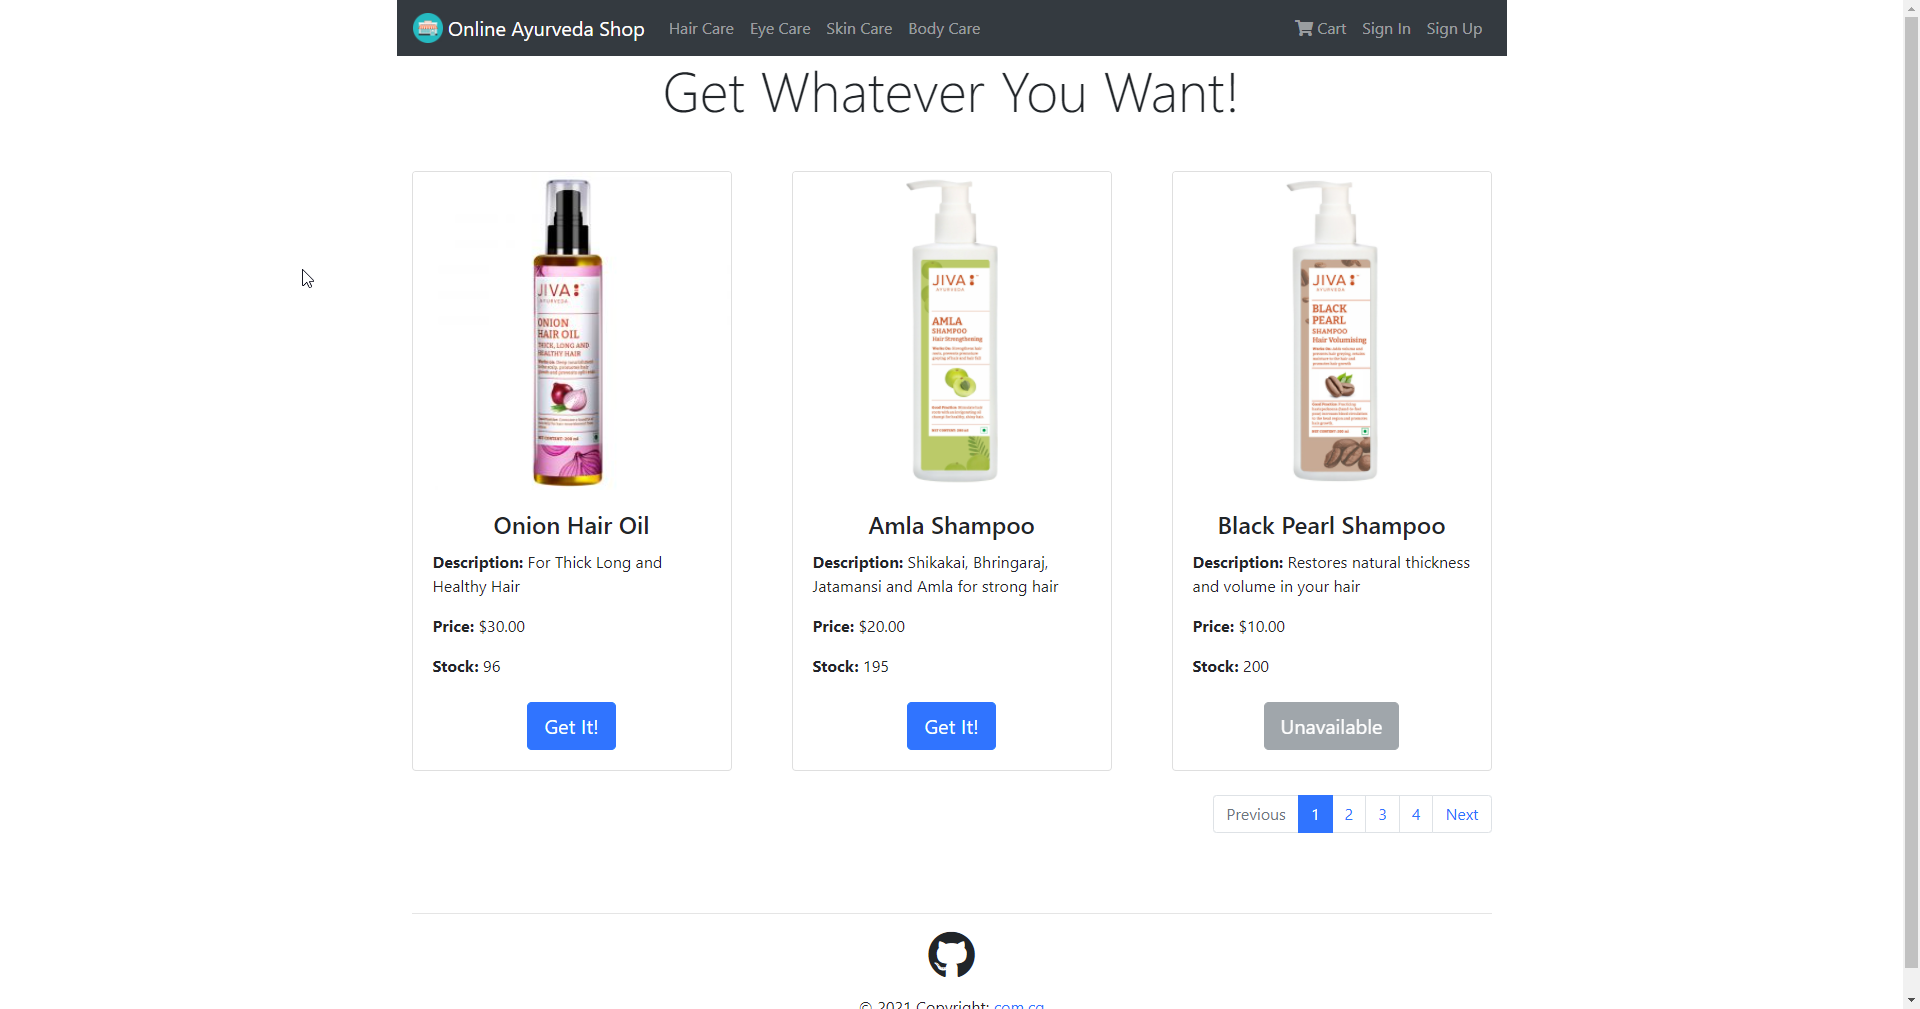 Online Ayurveda Shop Hair Care Eye Care Skin Care Body Care Cart Sign In Sign Up
Get Whatever You Want!
JIVA
AYURVEDA
ONION
HAIR OIL
THICK, LONG AND
HEALTHY HAIR
JIVA
AYURVEDA
AMLA
SHAMPOO
Hair Strengthening
JIVA
AYURVEDA
BLACK
PEARL
SHAMPOO
Hair Volumising
Onion Hair Oil
Description: For Thick Long and
Healthy Hair
Price: $30.00
Stock: 96
Get It!
Amla Shampoo
Description: Shikakai, Bhringaraj,
Jatamansi and Amla for strong hair
Price: $20.00
Stock: 195
Get It!
Black Pearl Shampoo
Description: Restores natural thickness
and volume in your hair
Price: $10.00
Stock: 200
Unavailable
Previous 1 2 3 4 Next
© 2021 Copyright: com.cg